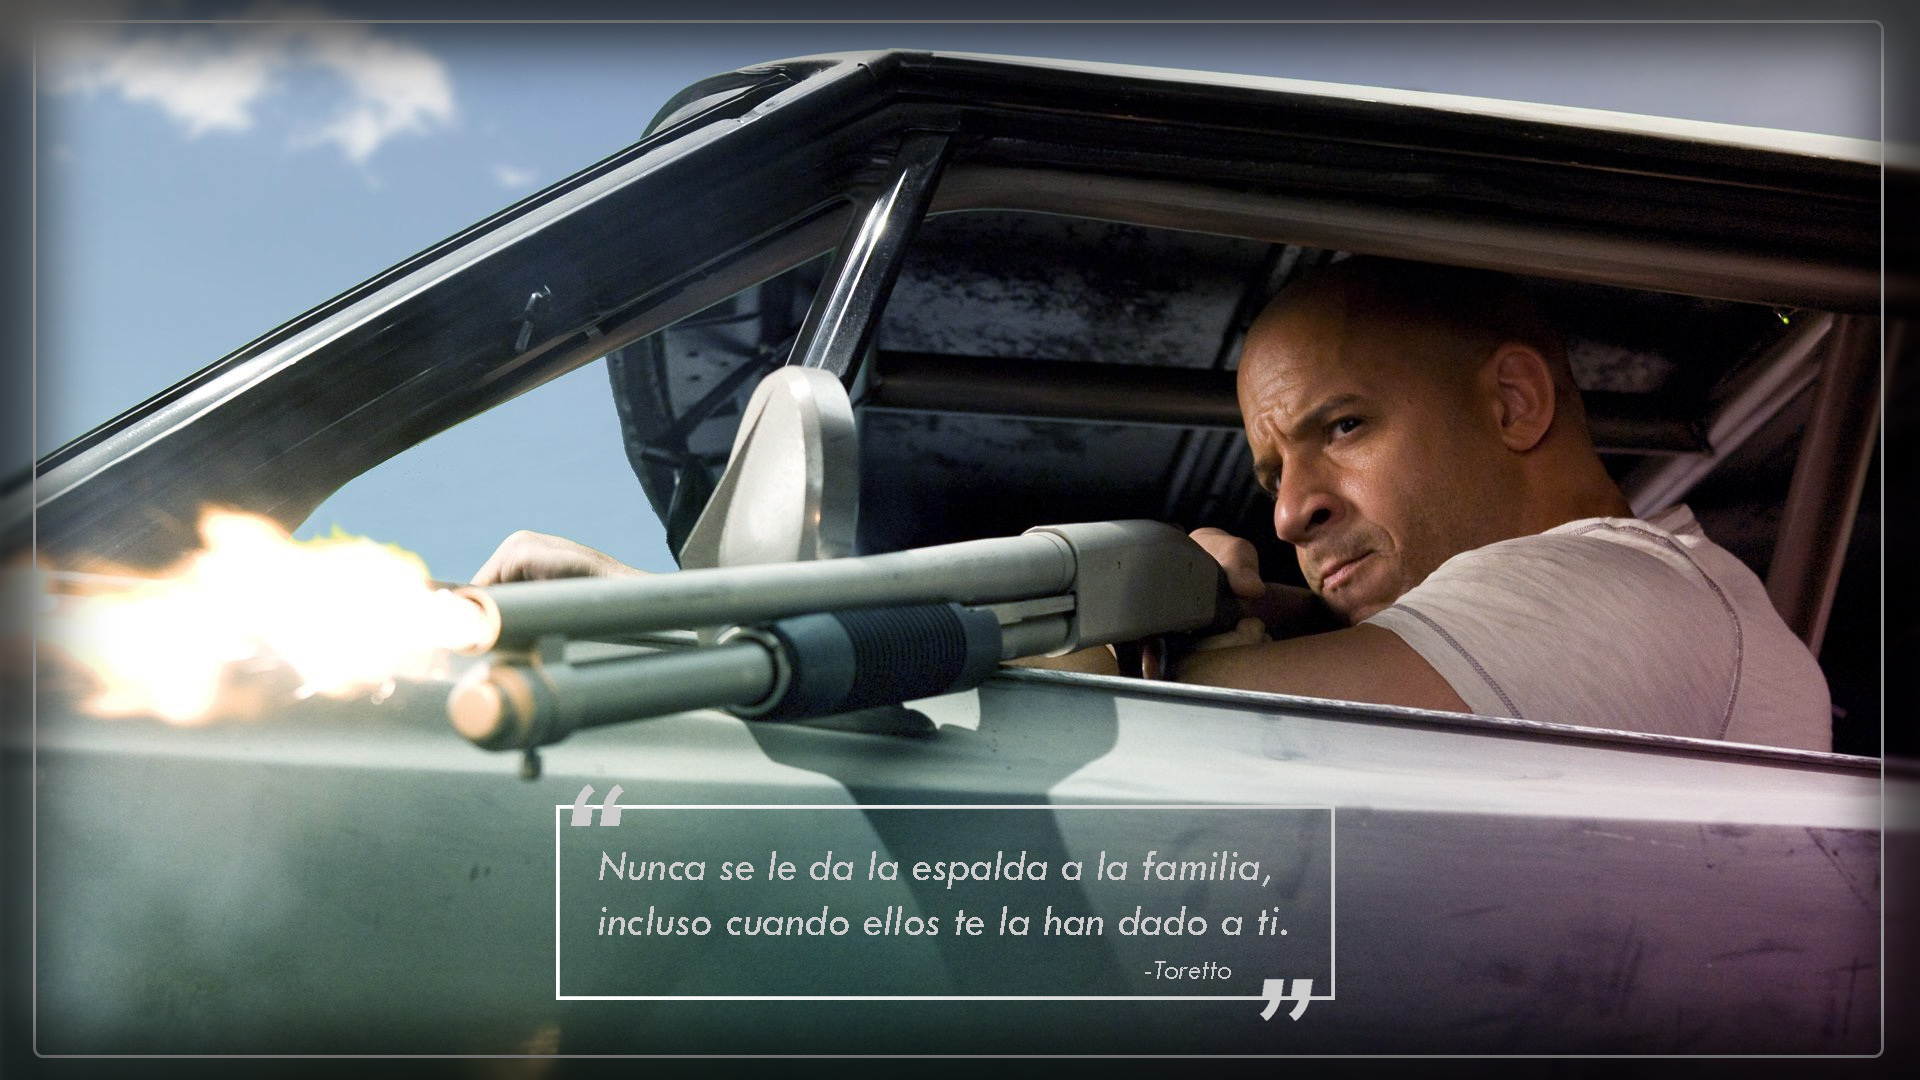 “
Nunca se le da la espalda a la familia,
incluso cuando ellos te la han dado a ti.
-Toretto
”